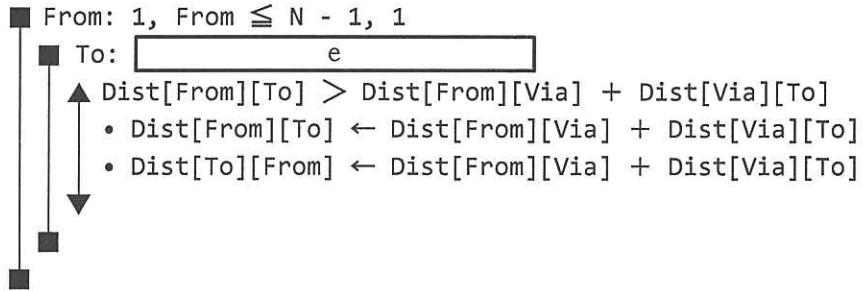 ■ From: 1, From ≦ N - 1, 1
■ To: e
▲ Dist[From][To] > Dist[From][Via] + Dist[Via][To]
• Dist[From][To] ← Dist[From][Via] + Dist[Via][To]
• Dist[To][From] ← Dist[From][Via] + Dist[Via][To]